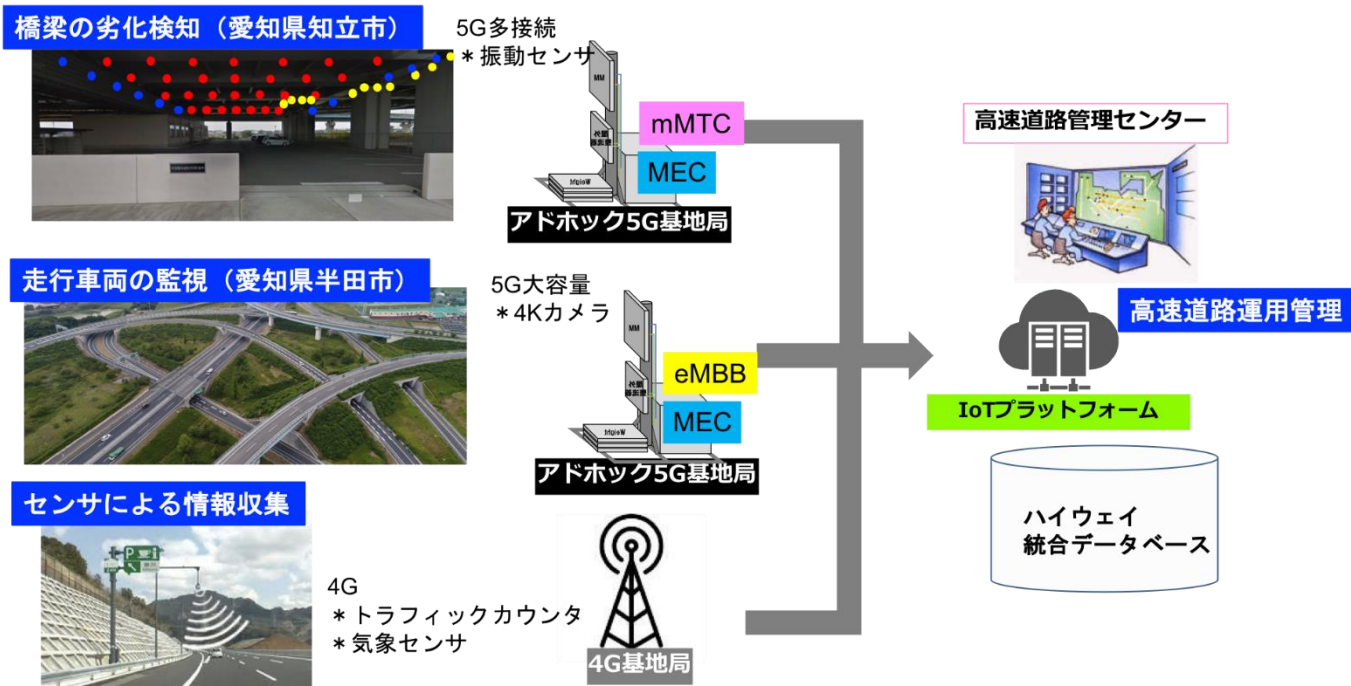 橋梁の劣化検知（愛知県知立市）
5G多接続
＊振動センサ
MM
mMTC
MEC
アドホック5G基地局
走行車両の監視（愛知県半田市）
5G大容量
＊4Kカメラ
MM
eMBB
MEC
アドホック5G基地局
センサによる情報収集
P
4G
＊トラフィックカウンタ
＊気象センサ
4G基地局
高速道路管理センター
高速道路運用管理
IoTプラットフォーム
ハイウェイ
統合データベース